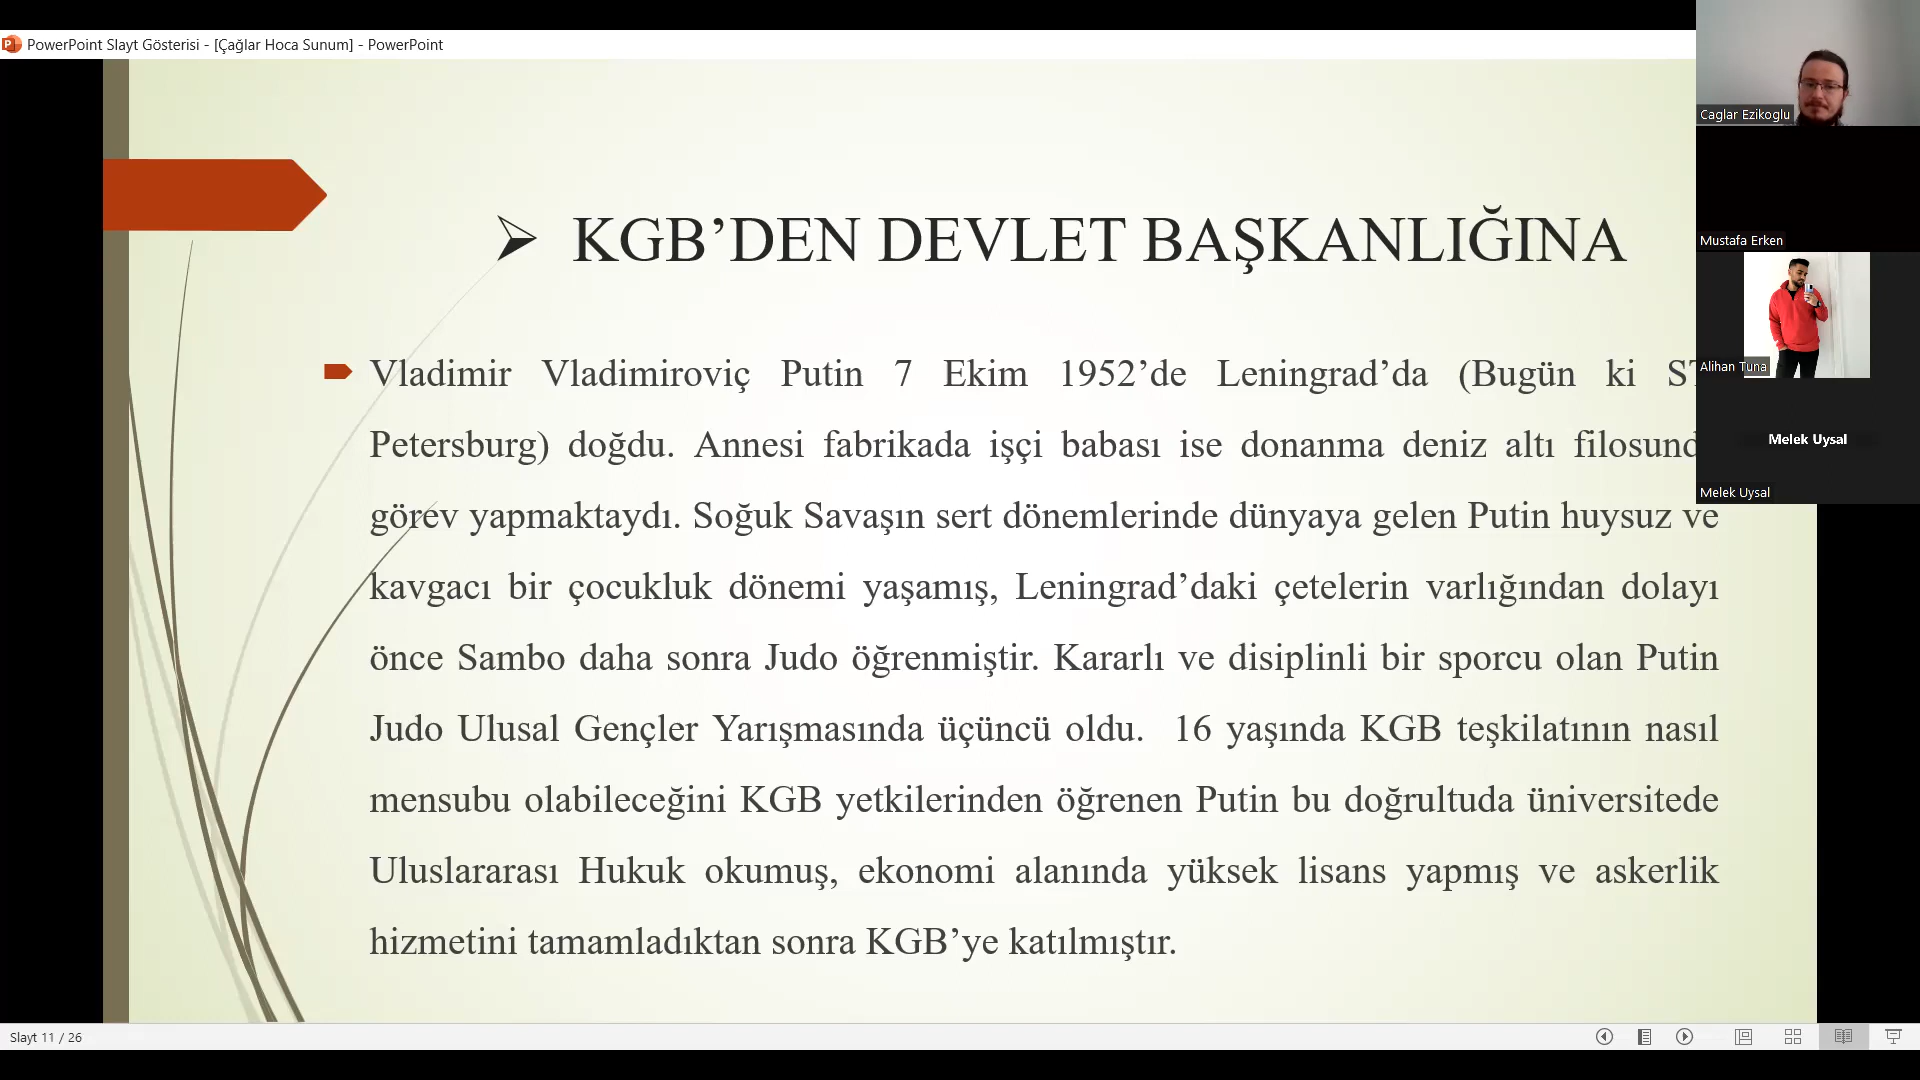 PowerPoint Slayt Gösterisi - [Çağlar Hoca Sunum] - PowerPoint
KGB’DEN DEVLET BAŞKANLIĞINA
Vladimir Vladimiroviç Putin 7 Ekim 1952’de Leningrad’da (Bugün ki
Petersburg) doğdu. Annesi fabrikada işçi babası ise donanma deniz altı
görev yapmaktaydı. Soğuk Savaşın sert dönemlerinde dünyaya gelen Putin huysuz ve
kavgacı bir çocukluk dönemi yaşamış, Leningrad’daki çetelerin varlığından dolayı
önce Sambo daha sonra Judo öğrenmiştir. Kararlı ve disiplinli bir sporcu olan Putin
Judo Ulusal Gençler Yarışmasında üçüncü oldu. 16 yaşında KGB teşkilatının nasıl
mensubu olabileceğini KGB yetkilerinden öğrenen Putin bu doğrultuda üniversitede
Uluslararası Hukuk okumuş, ekonomi alanında yüksek lisans yapmış ve askerlik
hizmetini tamamladıktan sonra KGB’ye katılmıştır.
Caglar Ezikoglu
Mustafa Erken
Alihan Tuna
Melek Uysal
Melek Uysal
Slayt 11 / 26